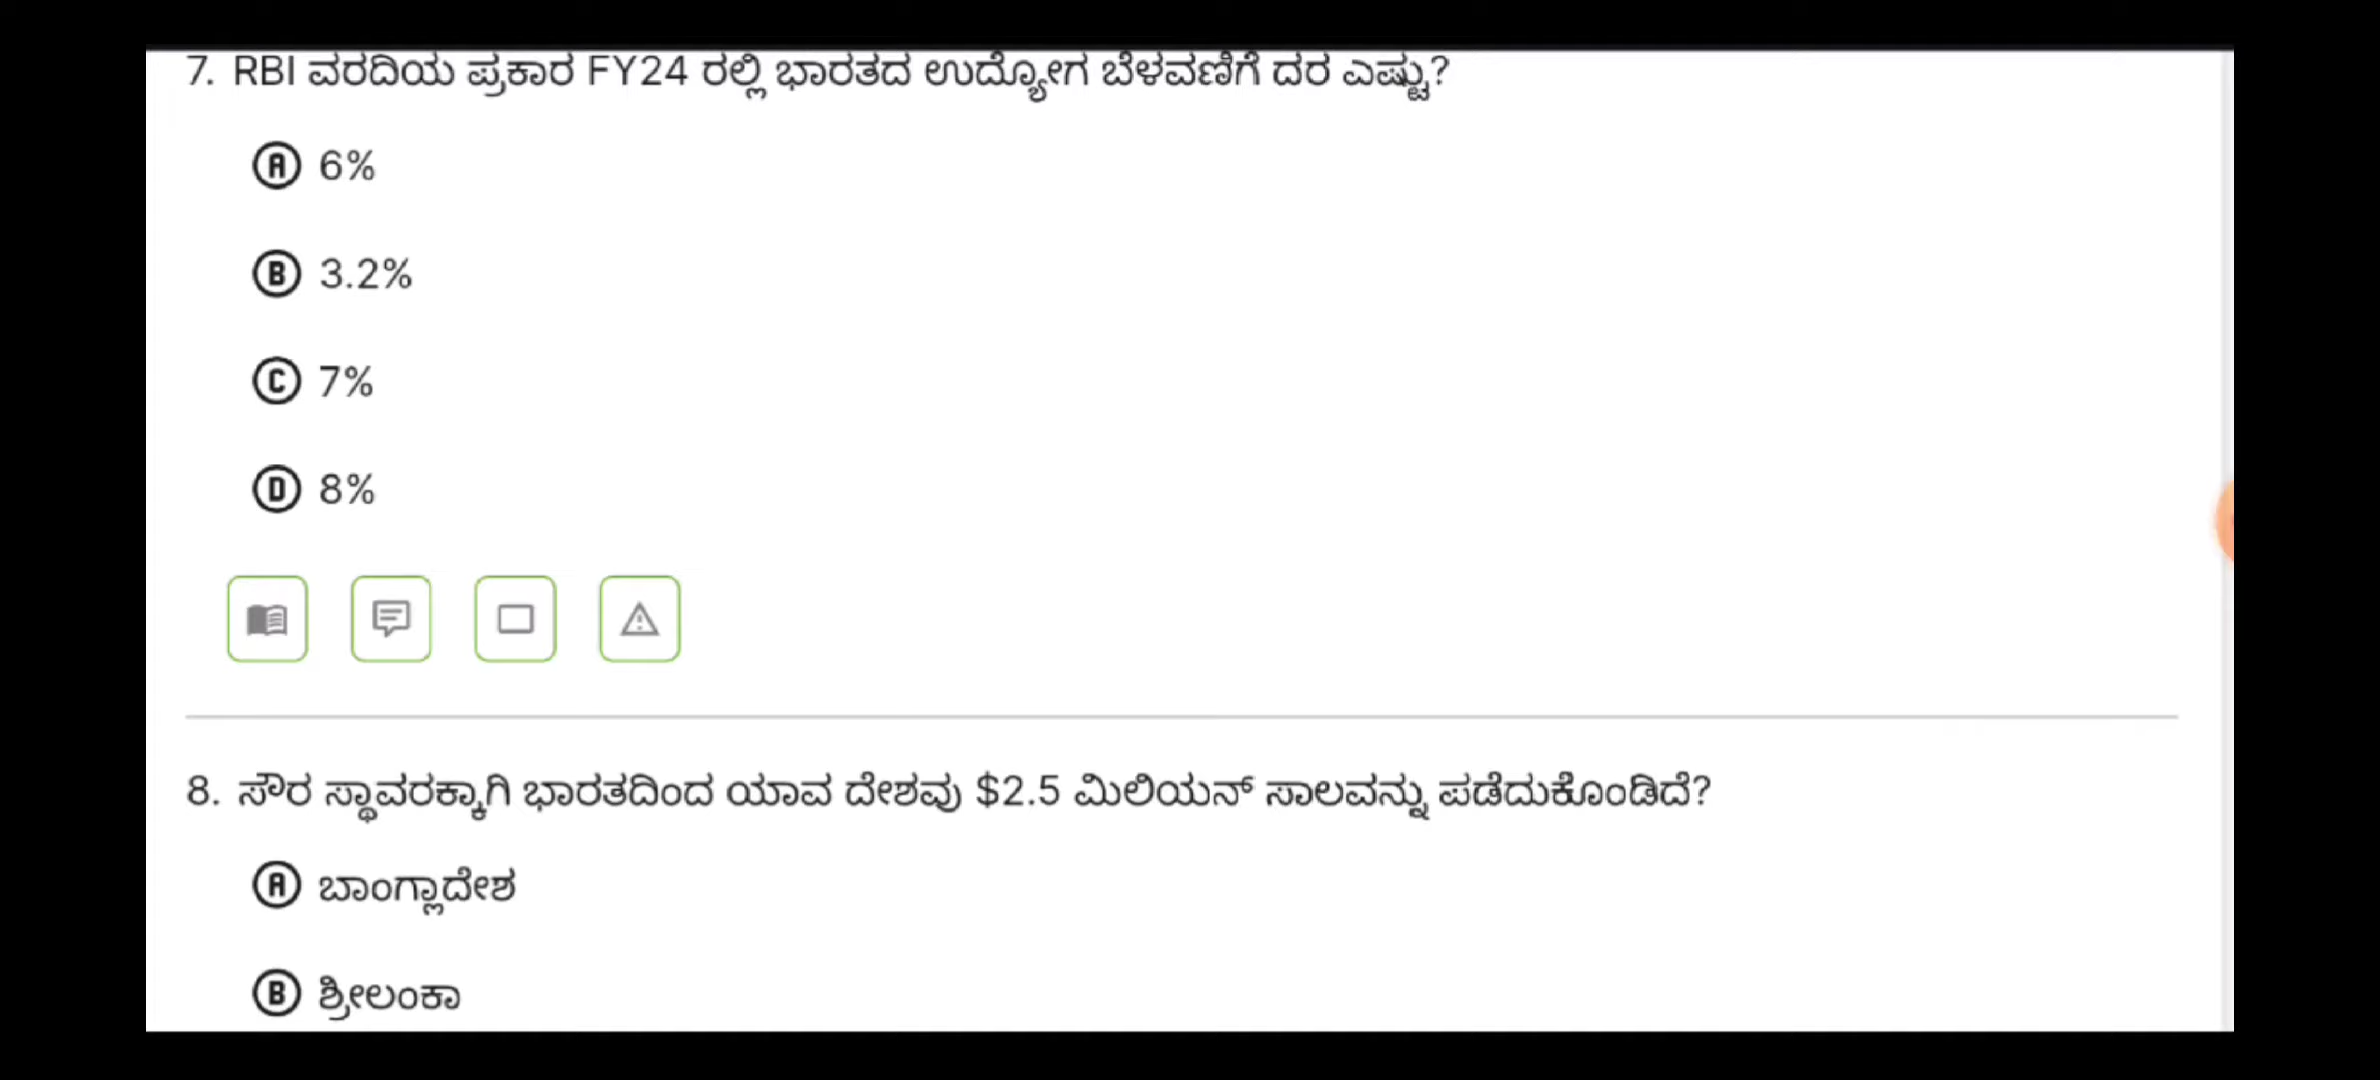 7. RBI ವರದಿಯ ಪ್ರಕಾರ FY24 ರಲ್ಲಿ ಭಾರತದ ಉದ್ಯೋಗ ಬೆಳವಣಿಗೆ ದರ ಎಷ್ಟು?
A 6%
B 3.2%
C 7%
D 8%
8. ಸೌರ ಸ್ಥಾವರಕ್ಕಾಗಿ ಭಾರತದಿಂದ ಯಾವ ದೇಶವು $2.5 ಮಿಲಿಯನ್ ಸಾಲವನ್ನು ಪಡೆದುಕೊಂಡಿದೆ?
A ಬಾಂಗ್ಲಾದೇಶ
B ಶ್ರೀಲಂಕಾ